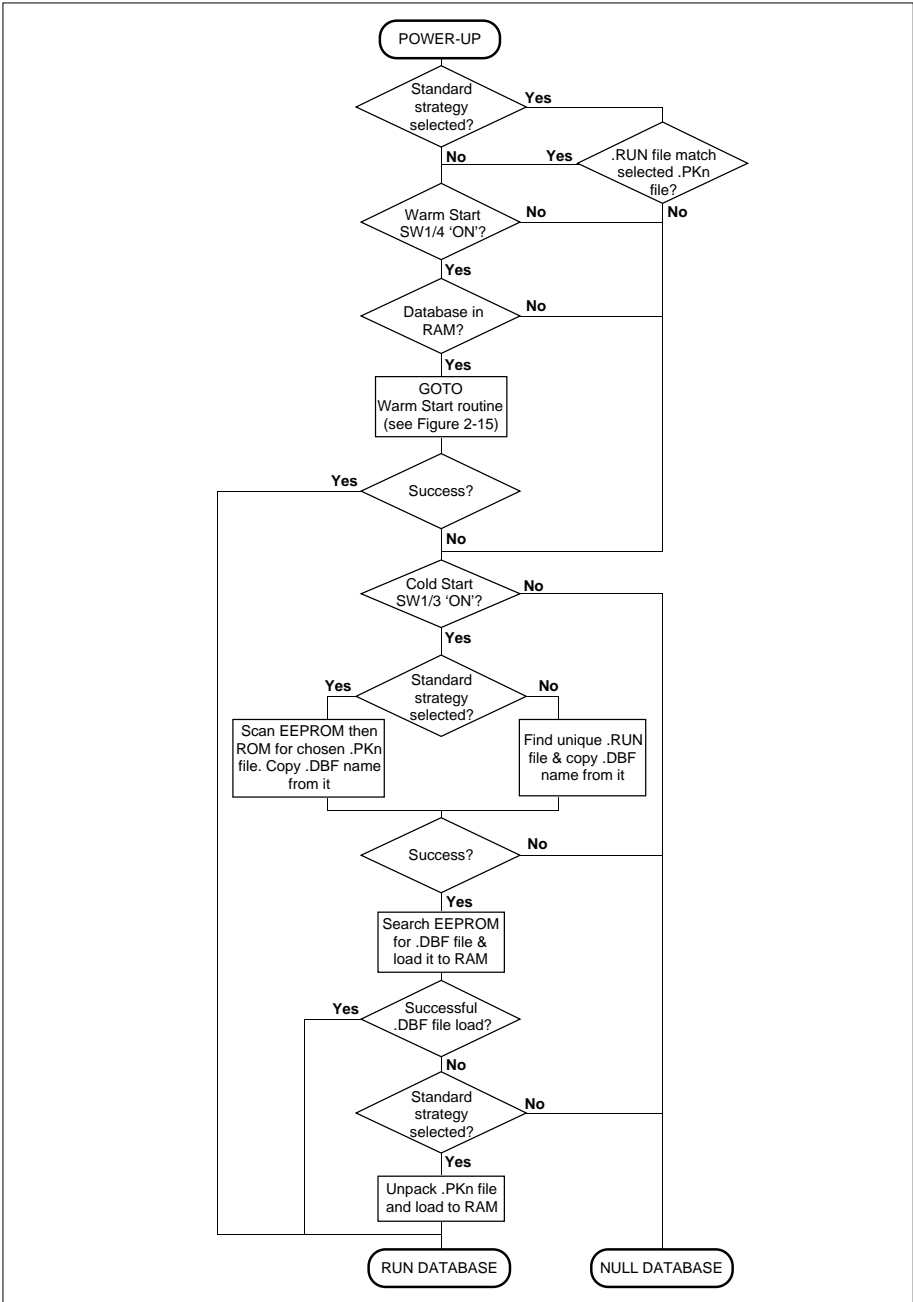 POWER-UP
Standard
strategy
selected?
Yes
No
Yes
.RUN file match
selected .PKn
file?
No
Warm Start
SW1/4 ‘ON’?
No
Yes
Database in
RAM?
No
Yes
GOTO
Warm Start routine
(see Figure 2-15)
Yes
Success?
No
Cold Start
SW1/3 ‘ON’?
No
Yes
Yes
Standard
strategy
selected?
No
Scan EEPROM then
ROM for chosen .PKn
file. Copy .DBF name
from it
Find unique .RUN
file & copy .DBF
name from it
Success?
No
Yes
Search EEPROM
for .DBF file &
load it to RAM
Yes
Successful
.DBF file load?
No
Standard
strategy
selected?
No
Yes
Unpack .PKn file
and load to RAM
RUN DATABASE
NULL DATABASE